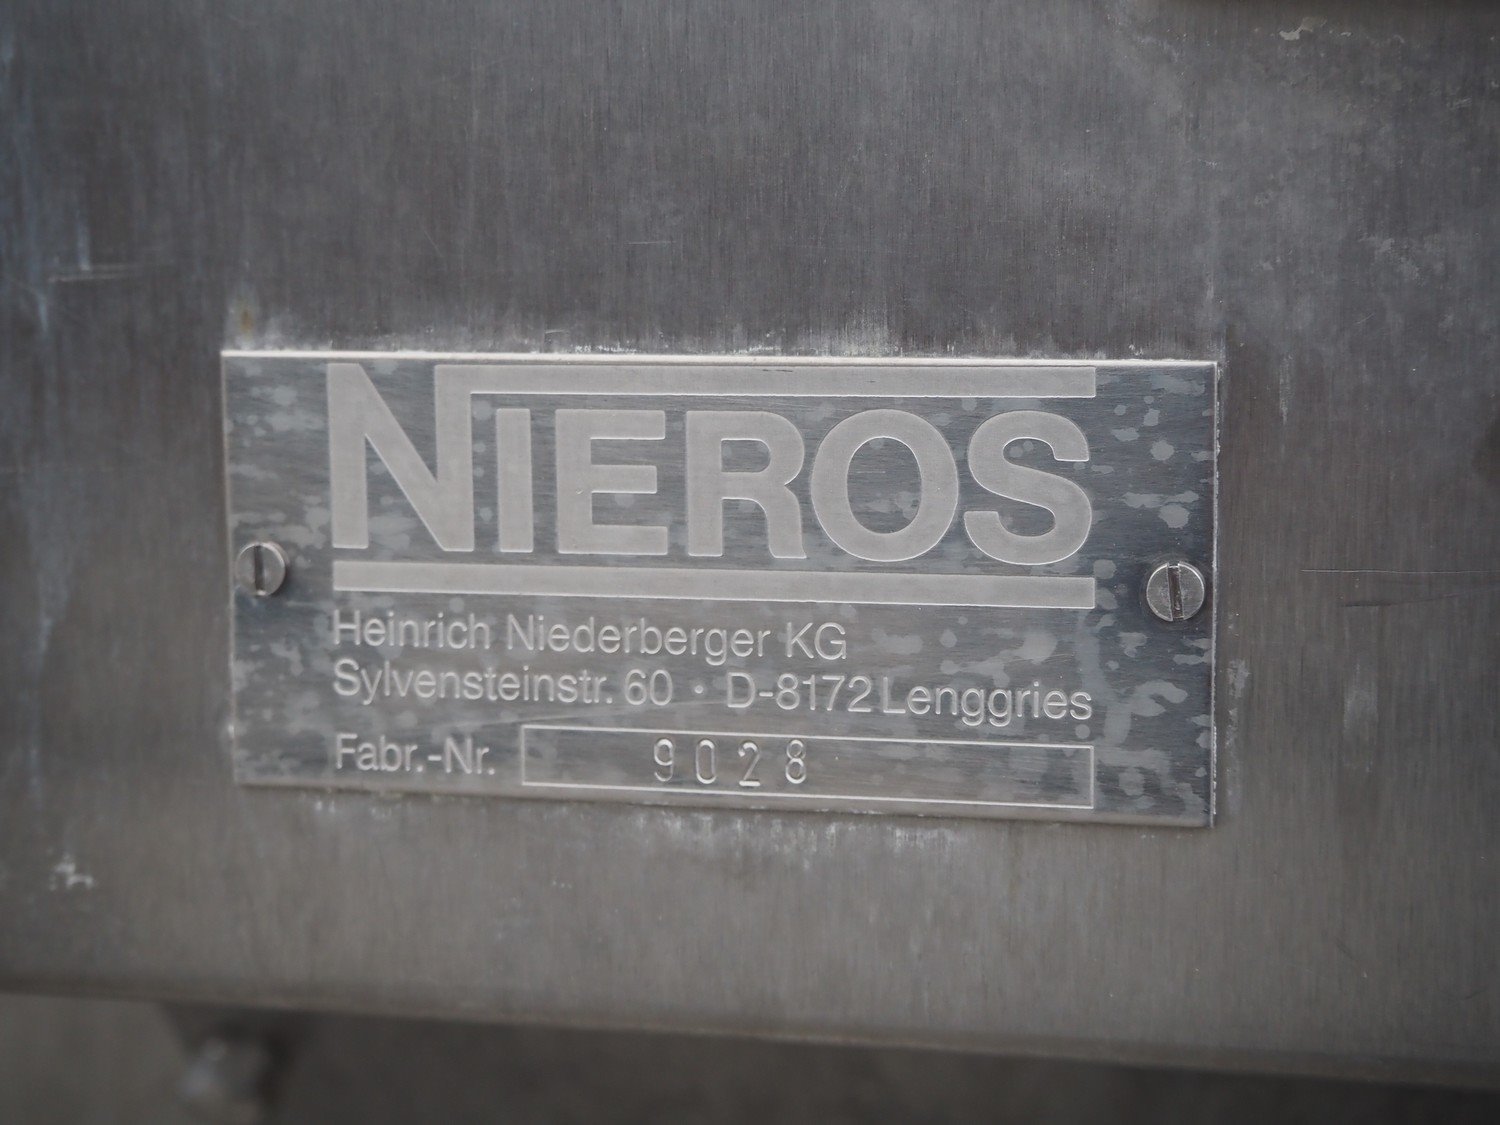 NIEROS
Heinrich Niederberger KG
Sylvensteinstr. 60 · D-8172 Lenggries
Fabr.-Nr. 9028